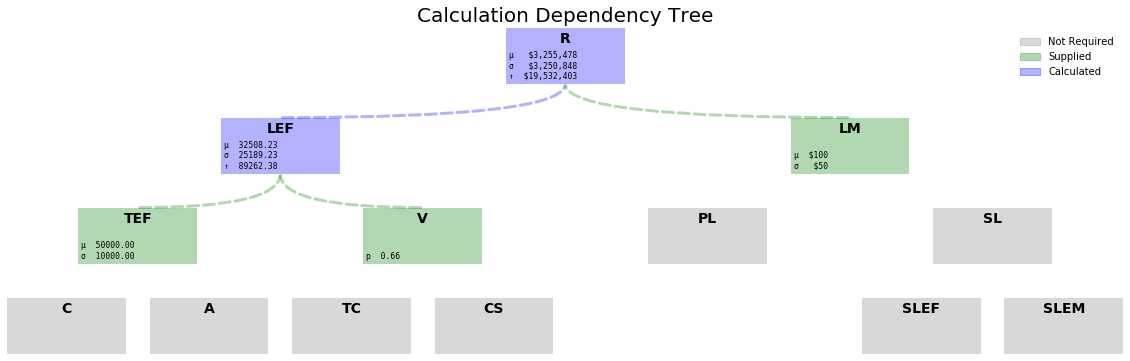 Calculation Dependency Tree
R
μ $3,255,478
σ $3,250,848
↑ $19,532,403
Not Required
Supplied
Calculated
LEF
μ 32508.23
σ 25189.23
↑ 89262.38
LM
μ $100
σ $50
TEF
μ 50000.00
σ 10000.00
V
p 0.66
PL
SL
C
A
TC
CS
SLEF
SLEM